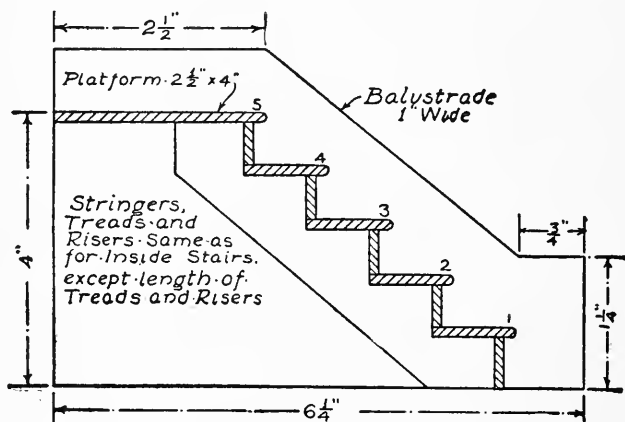 2 1/2"
Platform·2 1/2"×4"
Balustrade
1" Wide
5
4
3
2
1
3/4"
Stringers,
Treads·and
Risers·Same·as
for·Inside Stairs.
except·length·of
Treads and Risers
4"
1 1/4"
6 1/4"